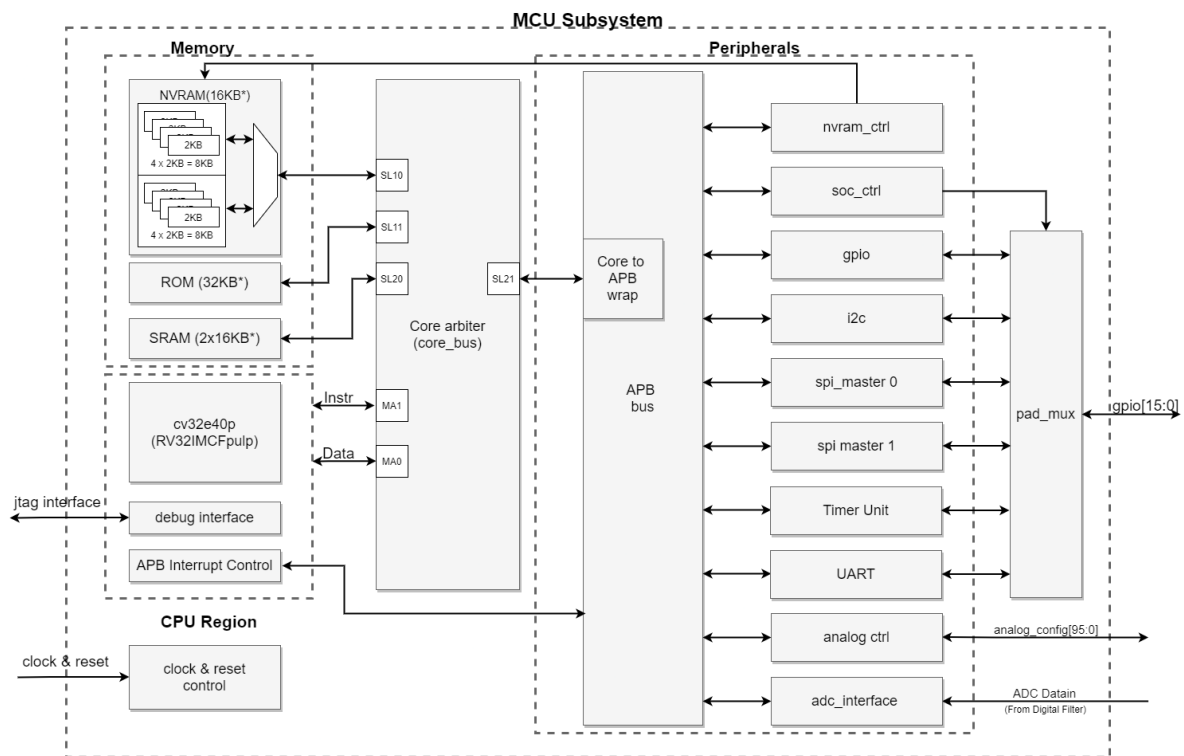 MCU Subsystem
Memory
NVRAM(16KB*)
2KB
2KB
4 x 2KB = 8KB
2KB
4 x 2KB = 8KB
ROM (32KB*)
SRAM (2x16KB*)
cv32e40p
(RV32IMCFpulp)
jtag interface
debug interface
APB Interrupt Control
CPU Region
clock & reset
clock & reset
control
SL10
SL11
SL20
SL21
Core arbiter
(core_bus)
Instr
MA1
Data
MA0
Peripherals
Core to
APB
wrap
APB
bus
nvram_ctrl
soc_ctrl
gpio
i2c
spi_master 0
spi master 1
Timer Unit
UART
analog ctrl
adc_interface
pad_mux
gpio[15:0]
analog_config[95:0]
ADC Datain
(From Digital Filter)